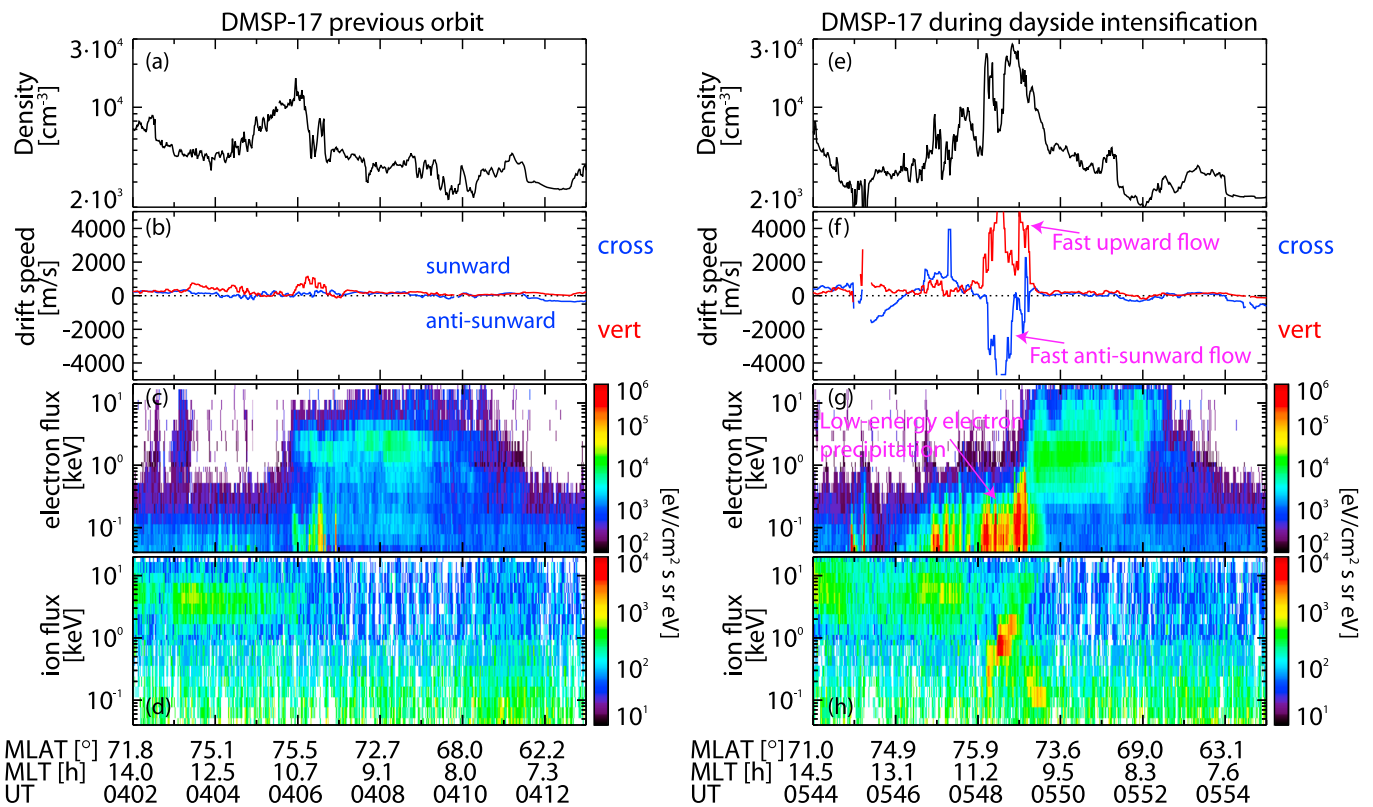 DMSP-17 previous orbit
DMSP-17 during dayside intensification
(a)
3·10⁴
10⁴
2·10³
Density
[cm⁻³]
(e)
3·10⁴
10⁴
2·10³
Density
[cm⁻³]
(b)
4000
2000
0
-2000
-4000
drift speed
[m/s]
sunward
anti-sunward
cross
vert
(f)
4000
2000
0
-2000
-4000
drift speed
[m/s]
Fast upward flow
Fast anti-sunward flow
cross
vert
(c)
10¹
10⁰
10⁻¹
electron flux
[keV]
10⁶
10⁵
10⁴
10³
10²
(g)
10¹
10⁰
10⁻¹
electron flux
[keV]
Low-energy electron
precipitation
10⁶
10⁵
10⁴
10³
10²
(d)
10¹
10⁰
10⁻¹
ion flux
[keV]
10⁴
10³
10²
10¹
[eV/cm² s sr eV]
(h)
10¹
10⁰
10⁻¹
ion flux
[keV]
10⁴
10³
10²
10¹
[eV/cm² s sr eV]
MLAT [°] 71.8 75.1 75.5 72.7 68.0 62.2
MLT [h] 14.0 12.5 10.7 9.1 8.0 7.3
UT 0402 0404 0406 0408 0410 0412
MLAT [°] 71.0 74.9 75.9 73.6 69.0 63.1
MLT [h] 14.5 13.1 11.2 9.5 8.3 7.6
UT 0544 0546 0548 0550 0552 0554